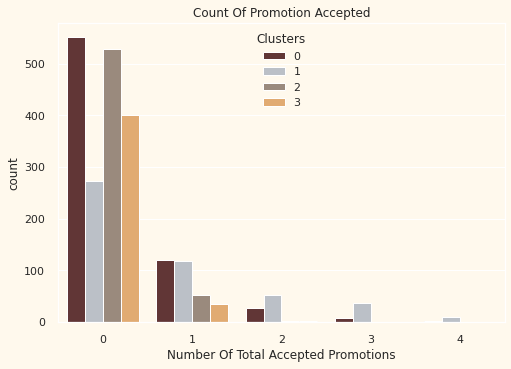 Count Of Promotion Accepted
Clusters
0
1
2
3
count
500
400
300
200
100
0
0 1 2 3 4
Number Of Total Accepted Promotions